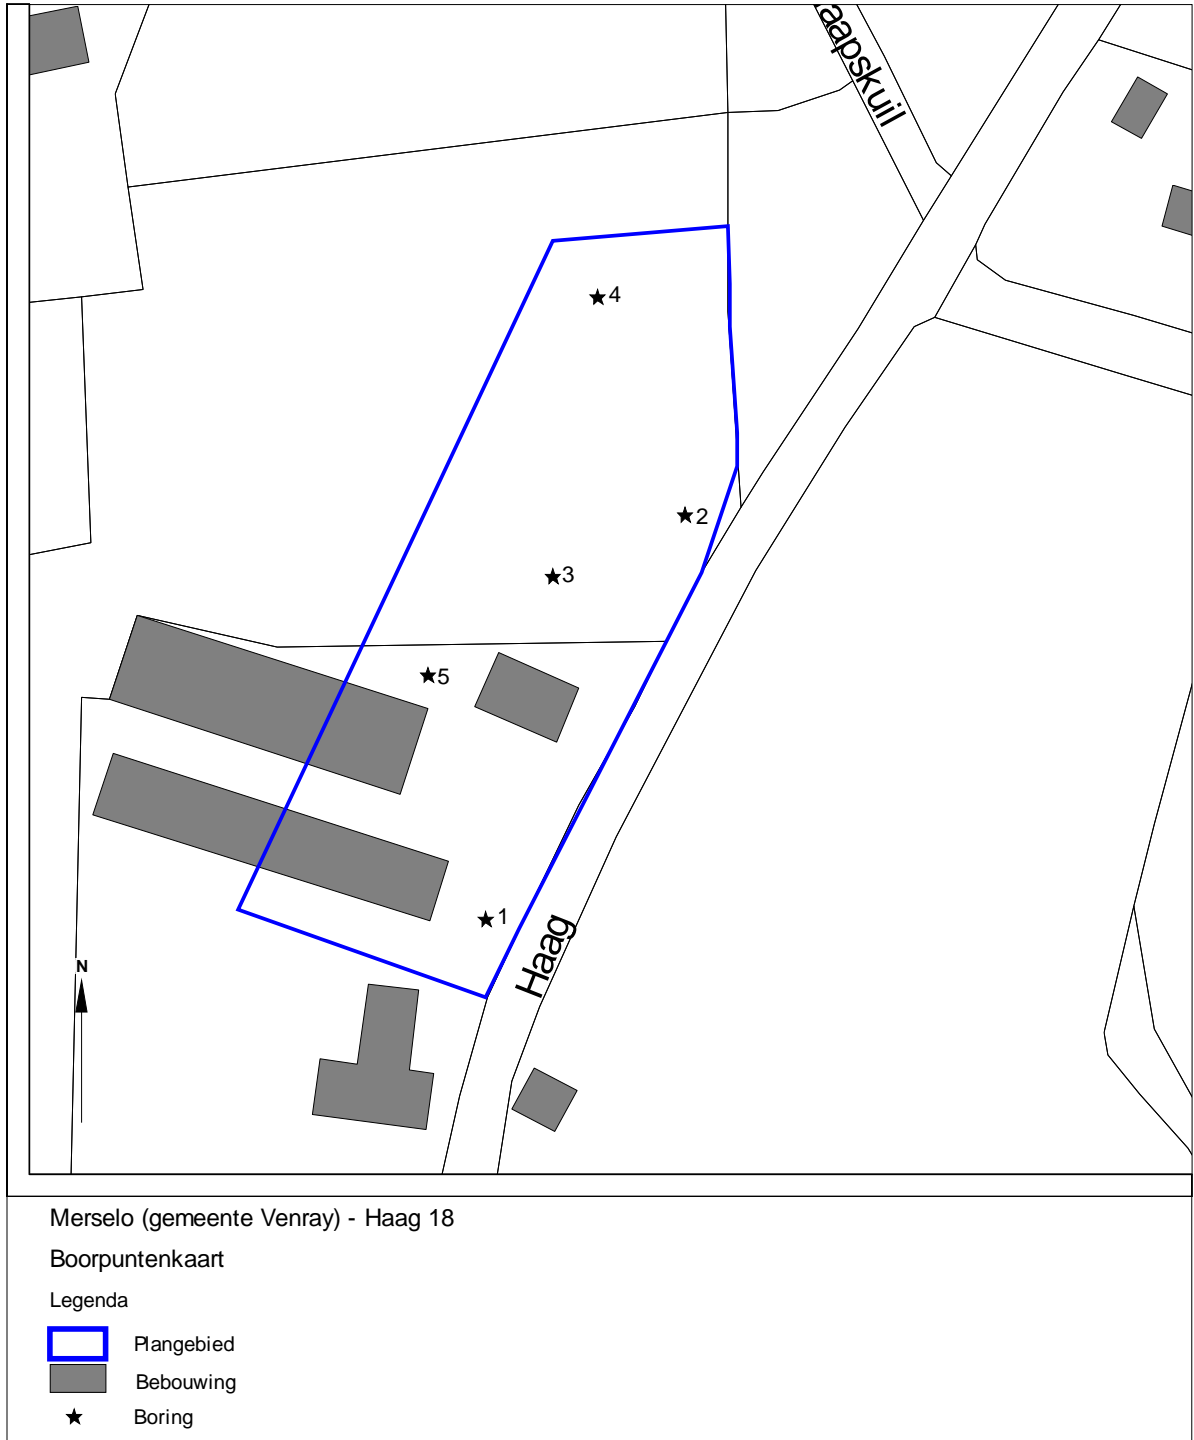 aapskuil
4
2
3
5
1
Haag
N
Merselo (gemeente Venray) - Haag 18
Boorpuntenkaart
Legenda
Plangebied
Bebouwing
Boring